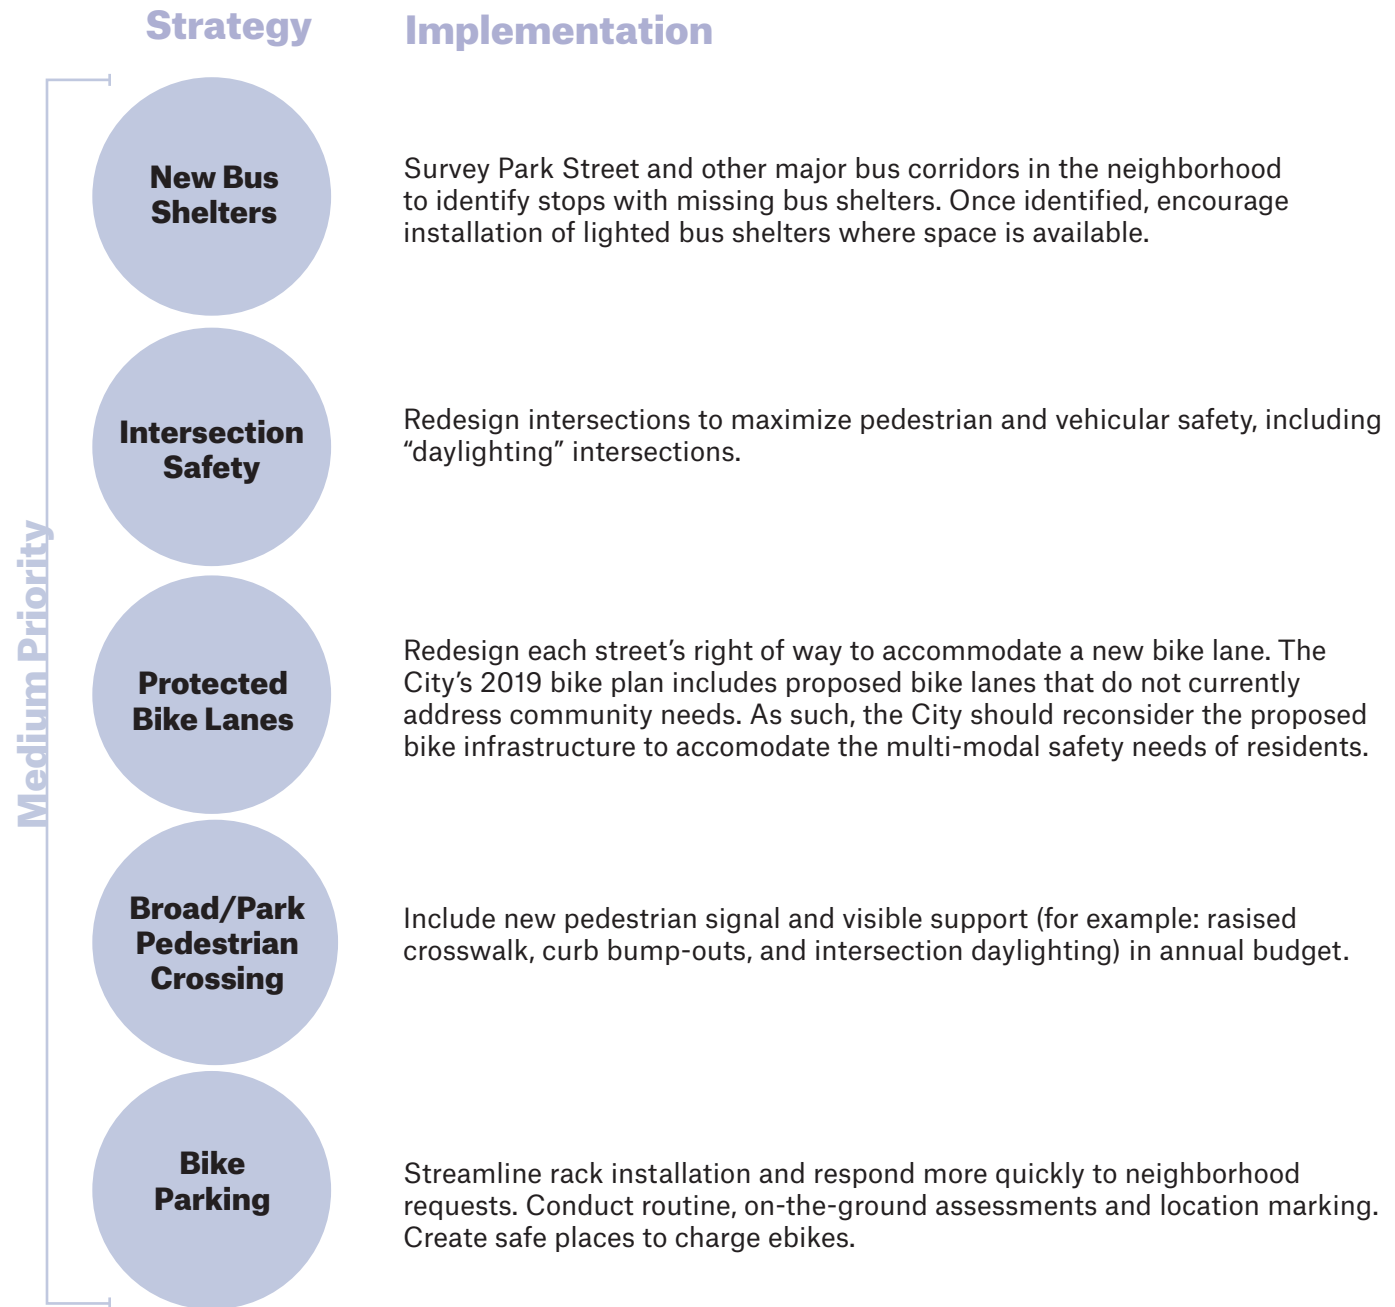 Strategy
Implementation
Medium Priority
New Bus
Shelters
Survey Park Street and other major bus corridors in the neighborhood
to identify stops with missing bus shelters. Once identified, encourage
installation of lighted bus shelters where space is available.
Intersection
Safety
Redesign intersections to maximize pedestrian and vehicular safety, including
“daylighting” intersections.
Protected
Bike Lanes
Redesign each street’s right of way to accommodate a new bike lane. The
City’s 2019 bike plan includes proposed bike lanes that do not currently
address community needs. As such, the City should reconsider the proposed
bike infrastructure to accomodate the multi-modal safety needs of residents.
Broad/Park
Pedestrian
Crossing
Include new pedestrian signal and visible support (for example: rasised
crosswalk, curb bump-outs, and intersection daylighting) in annual budget.
Bike
Parking
Streamline rack installation and respond more quickly to neighborhood
requests. Conduct routine, on-the-ground assessments and location marking.
Create safe places to charge ebikes.